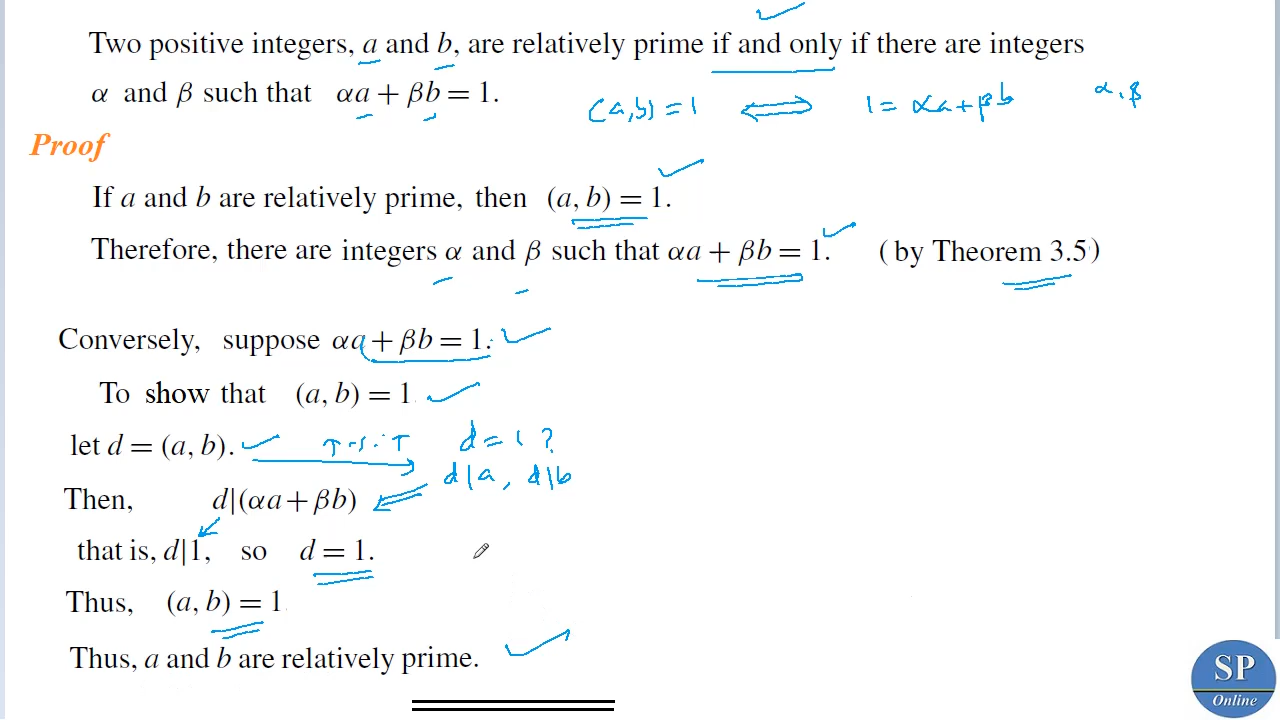 Two positive integers, a and b, are relatively prime if and only if there are integers
α and β such that αa + βb = 1.
(a,b) = 1 ⟺ 1 = αa + βb α, β
Proof
If a and b are relatively prime, then (a, b) = 1.
Therefore, there are integers α and β such that αa + βb = 1. (by Theorem 3.5)
Conversely, suppose αa + βb = 1.
To show that (a, b) = 1.
let d = (a, b). T.S.T d = 1 ?
d|a, d|b
Then, d|(αa + βb)
that is, d|1, so d = 1.
Thus, (a, b) = 1.
Thus, a and b are relatively prime.
SP
Online